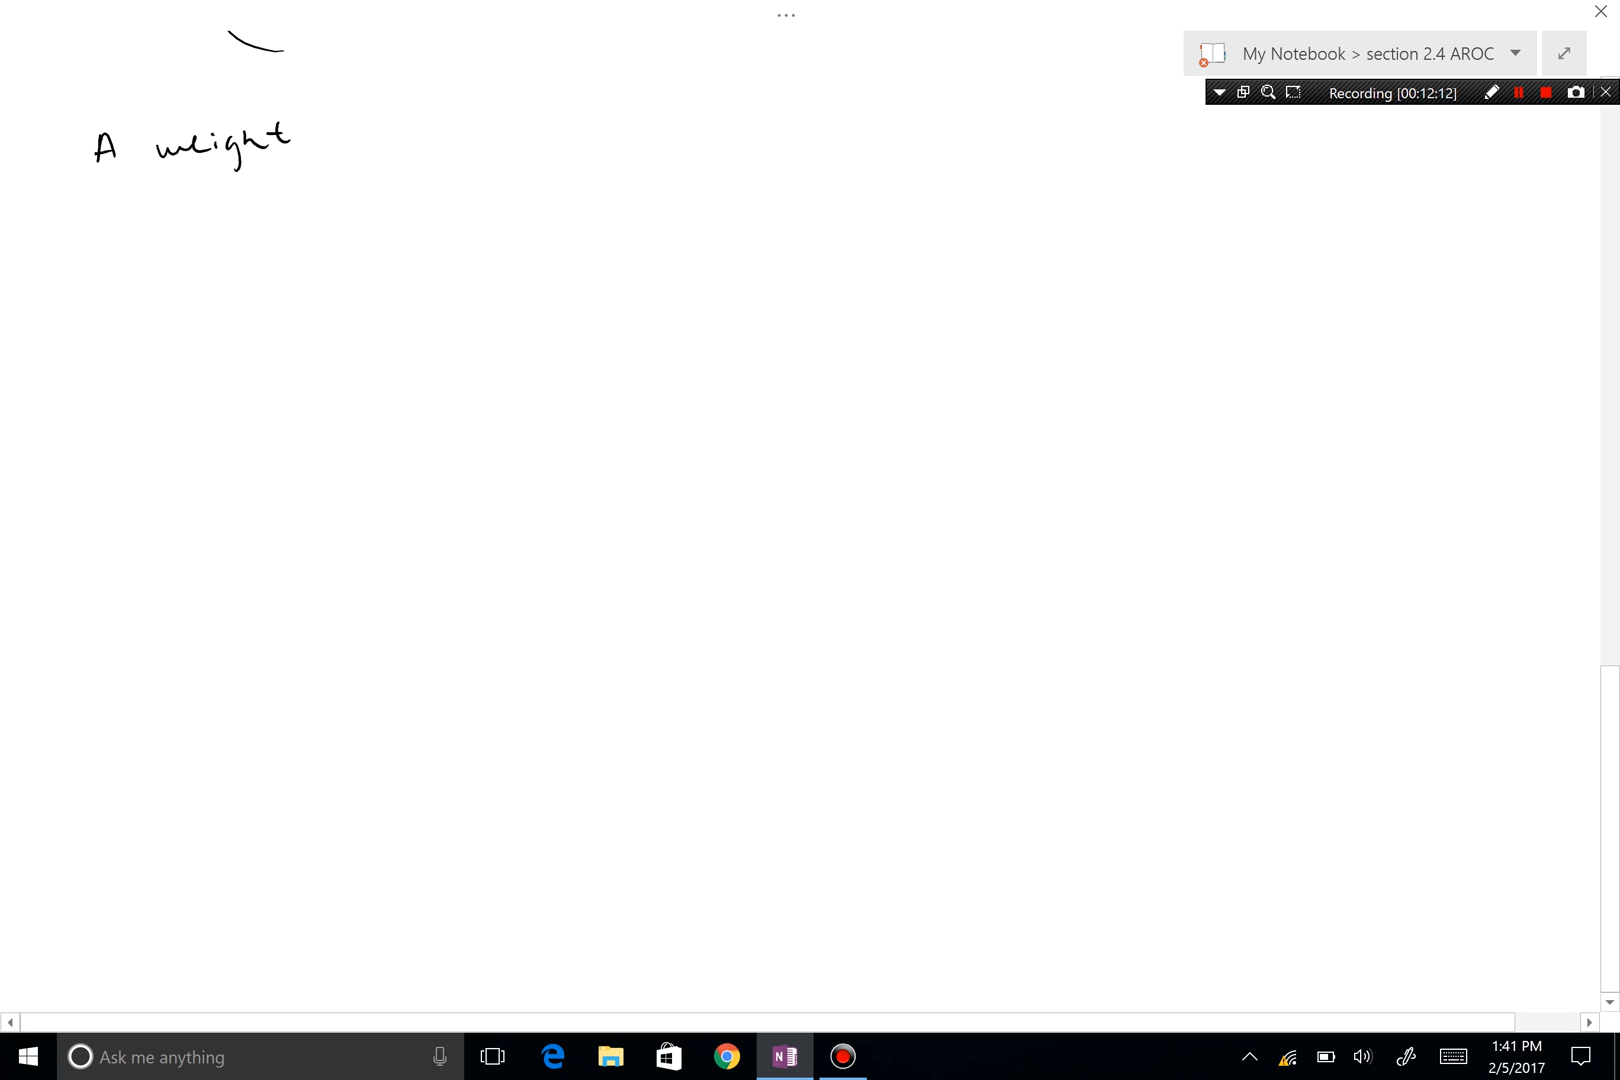 ...
My Notebook > section 2.4 AROC
Recording [00:12:12]
A weight
Ask me anything
N
1:41 PM
2/5/2017